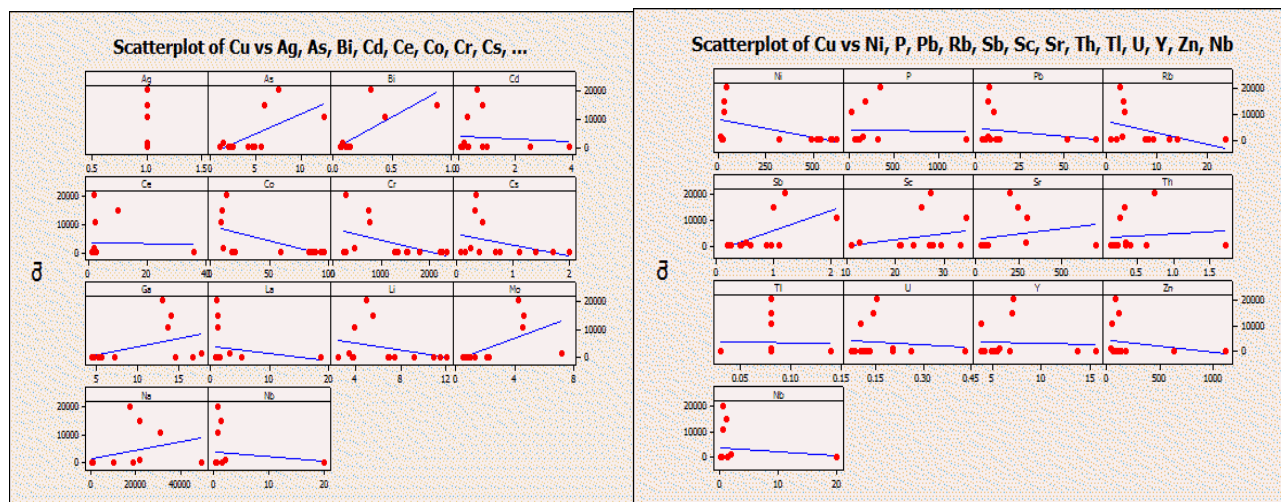 Scatterplot of Cu vs Ag, As, Bi, Cd, Ce, Co, Cr, Cs, ...
Ag As Bi Cd
20000
10000
0
0.5 1.0 1.5 0 5 10 0.0 0.5 1.0 0 2 4
Ce Co Cr Cs
20000
10000
0
0 20 40 0 50 100 0 1000 2000 0 1 2
Cu
Ga La Li Mo
20000
10000
0
5 10 15 0 10 20 4 8 12 0 4 8
Na Nb
20000
10000
0
0 20000 40000 0 10 20
Scatterplot of Cu vs Ni, P, Pb, Rb, Sb, Sc, Sr, Th, Tl, U, Y, Zn, Nb
Ni P Pb Rb
20000
10000
0
0 250 500 0 500 1000 0 25 50 0 10 20
Sb Sc Sr Th
20000
10000
0
0 1 2 10 20 30 0 250 500 0.5 1.0 1.5
Cu
Tl U Y Zn
20000
10000
0
0.05 0.10 0.15 0.15 0.30 0.45 5 10 15 0 500 1000
Nb
20000
10000
0
0 10 20